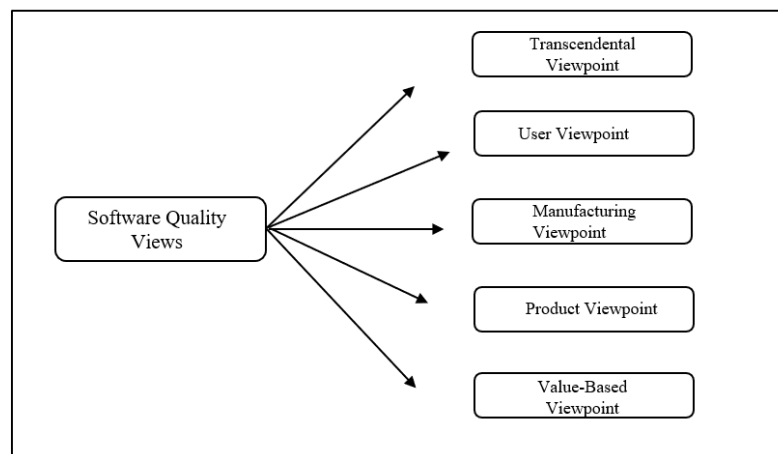 Transcendental
Viewpoint
User Viewpoint
Software Quality
Views
Manufacturing
Viewpoint
Product Viewpoint
Value-Based
Viewpoint